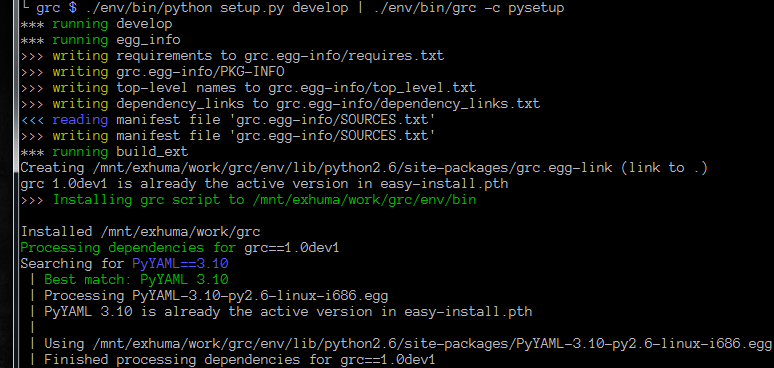 └ grc $ ./env/bin/python setup.py develop | ./env/bin/grc -c pysetup
*** running develop
*** running egg_info
>>> writing requirements to grc.egg-info/requires.txt
>>> writing grc.egg-info/PKG-INFO
>>> writing top-level names to grc.egg-info/top_level.txt
>>> writing dependency_links to grc.egg-info/dependency_links.txt
<<< reading manifest file 'grc.egg-info/SOURCES.txt'
>>> writing manifest file 'grc.egg-info/SOURCES.txt'
*** running build_ext
Creating /mnt/exhuma/work/grc/env/lib/python2.6/site-packages/grc.egg-link (link to .)
grc 1.0dev1 is already the active version in easy-install.pth
>>> Installing grc script to /mnt/exhuma/work/grc/env/bin

Installed /mnt/exhuma/work/grc
Processing dependencies for grc==1.0dev1
Searching for PyYAML==3.10
| Best match: PyYAML 3.10
| Processing PyYAML-3.10-py2.6-linux-i686.egg
| PyYAML 3.10 is already the active version in easy-install.pth
|
| Using /mnt/exhuma/work/grc/env/lib/python2.6/site-packages/PyYAML-3.10-py2.6-linux-i686.egg
| Finished processing dependencies for grc==1.0dev1